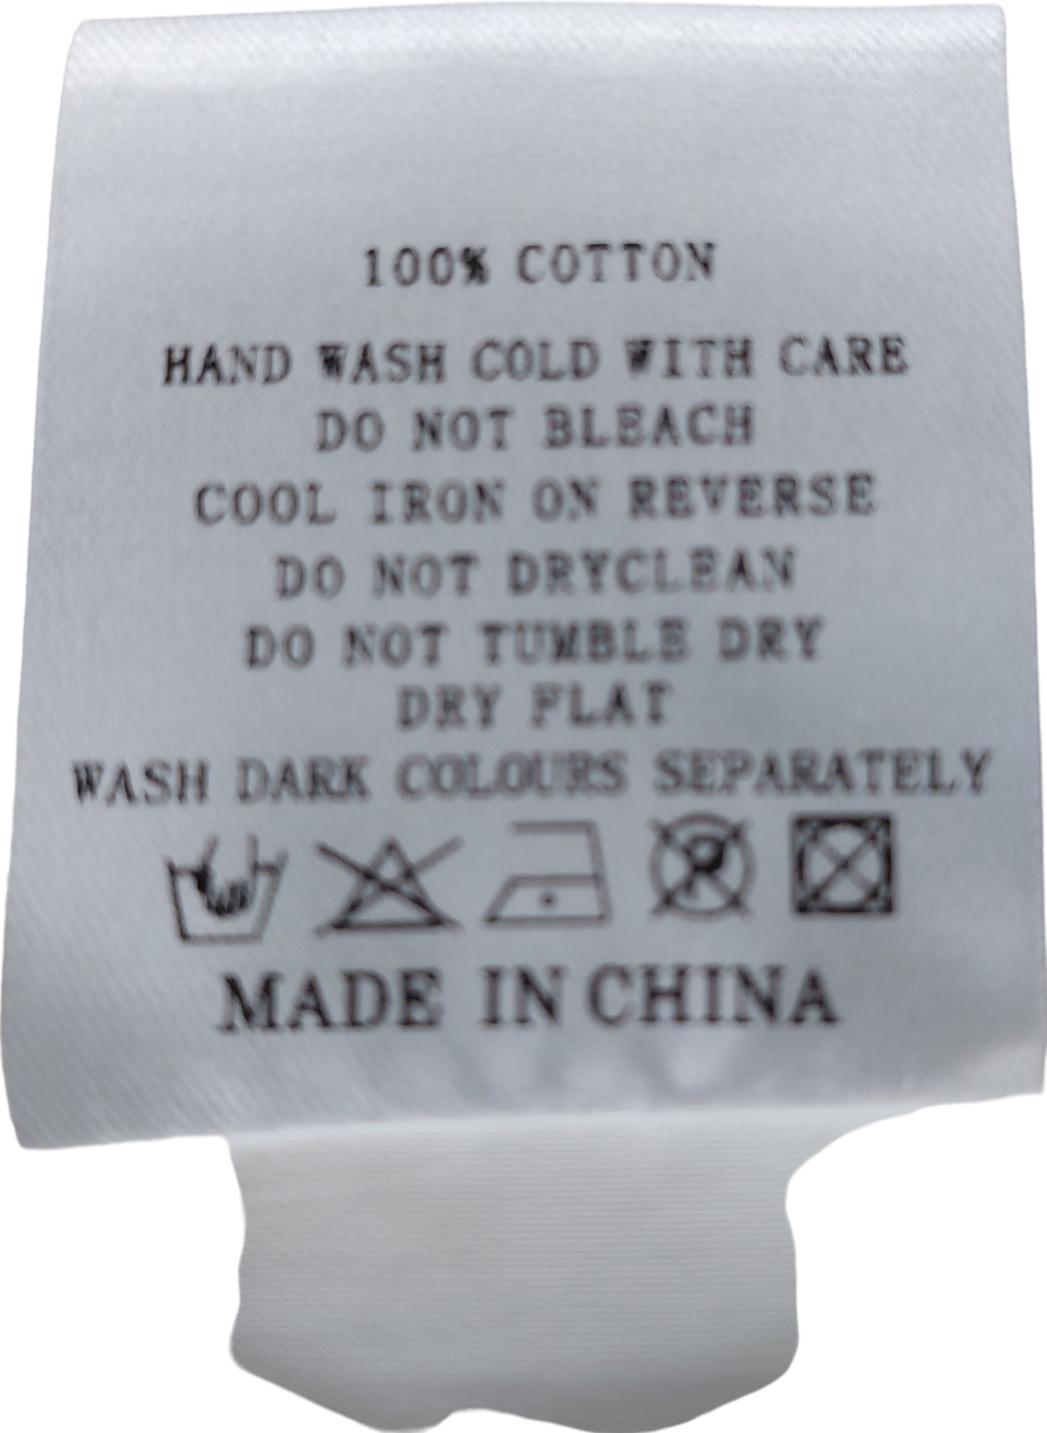 100% COTTON
HAND WASH COLD WITH CARE
DO NOT BLEACH
COOL IRON ON REVERSE
DO NOT DRYCLEAN
DO NOT TUMBLE DRY
DRY FLAT
WASH DARK COLOURS SEPARATELY
MADE IN CHINA